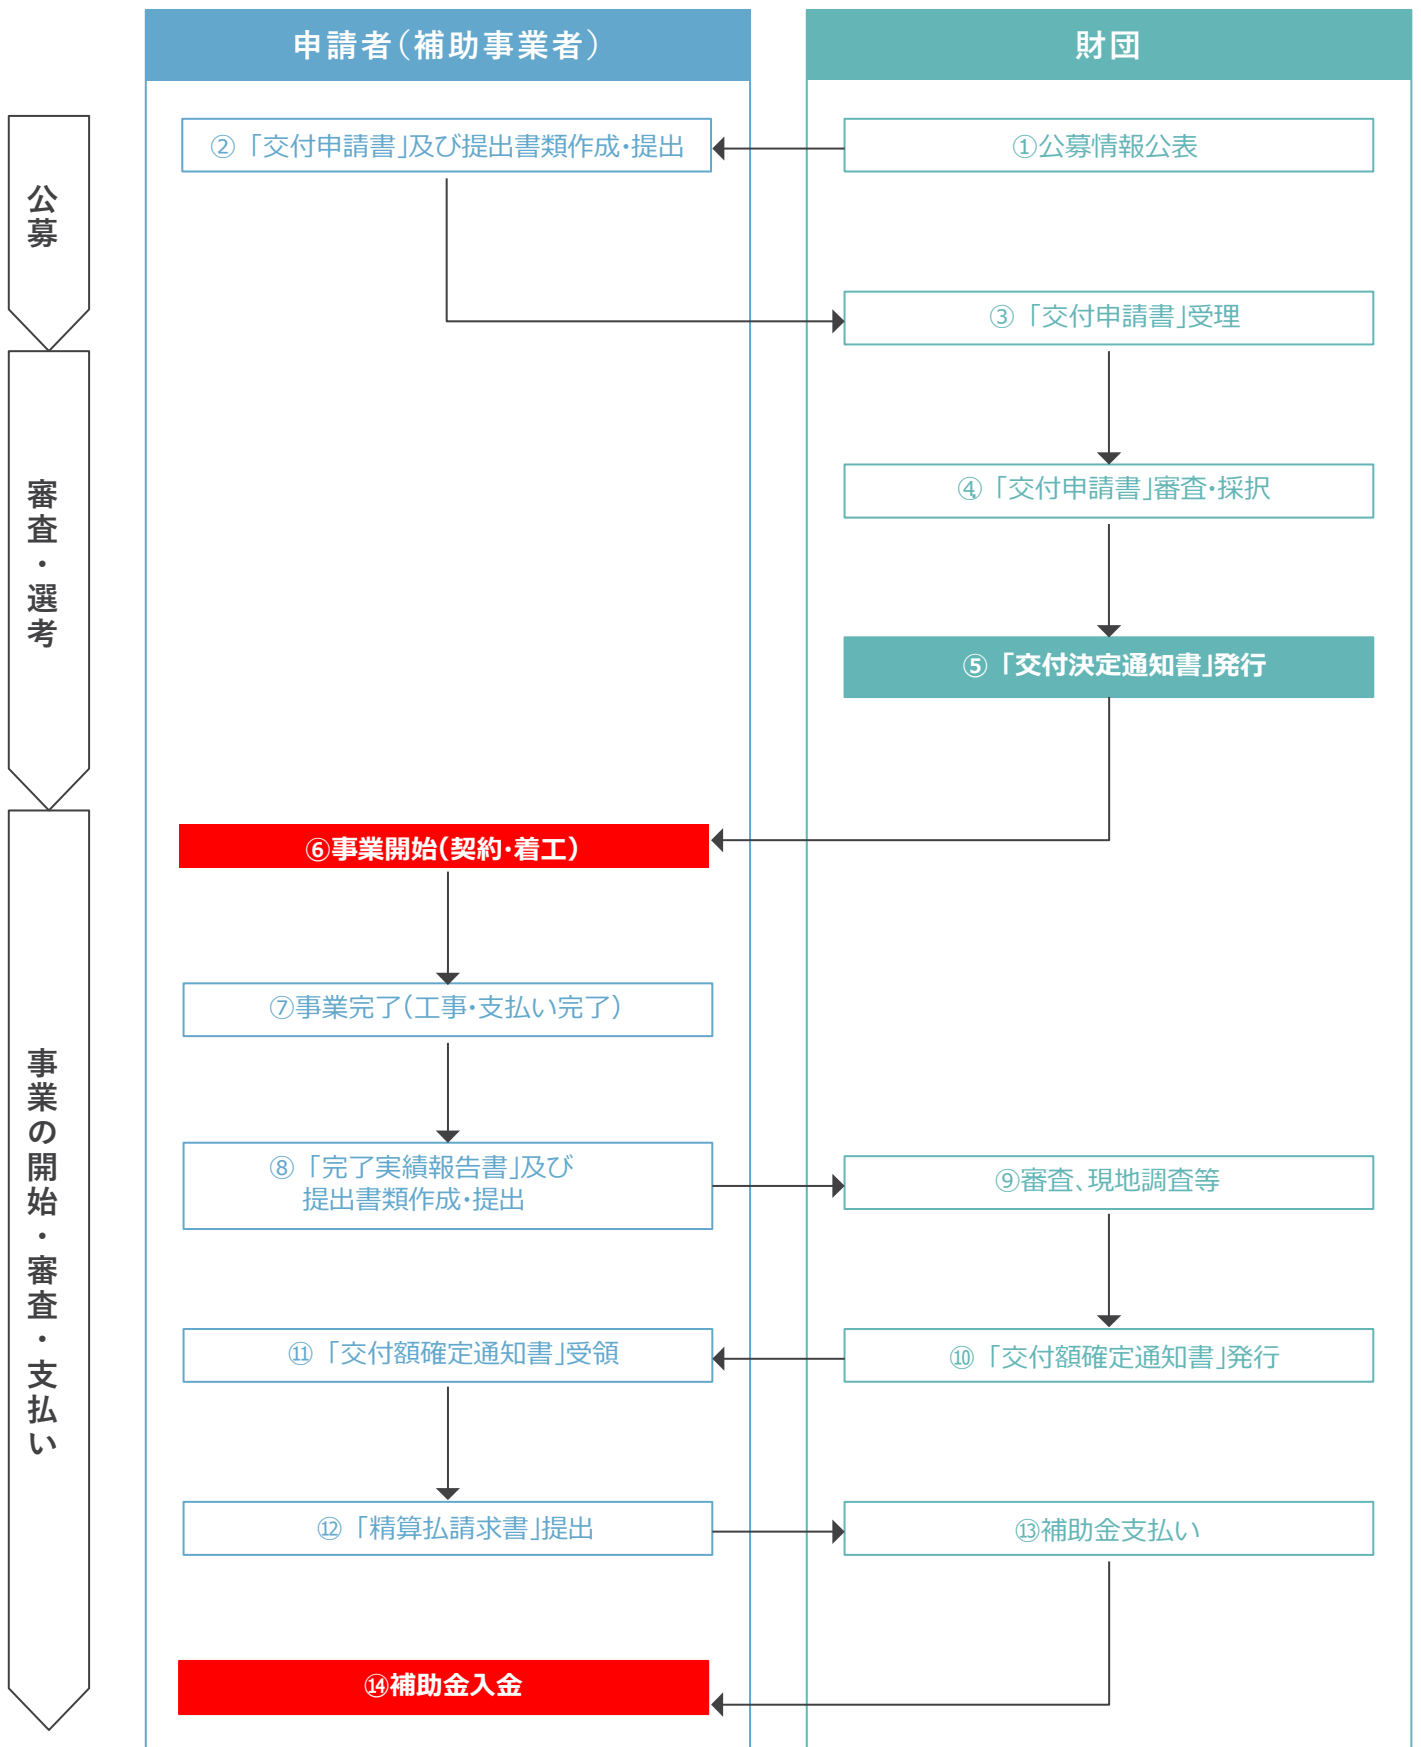 申請者（補助事業者）
財団
公募
②「交付申請書」及び提出書類作成・提出
①公募情報公表
③「交付申請書」受理
審査・選考
④「交付申請書」審査・採択
⑤「交付決定通知書」発行
事業の開始・審査・支払い
⑥事業開始（契約・着工）
⑦事業完了（工事・支払い完了）
⑧「完了実績報告書」及び
提出書類作成・提出
⑨審査、現地調査等
⑪「交付額確定通知書」受領
⑩「交付額確定通知書」発行
⑫「精算払請求書」提出
⑬補助金支払い
⑭補助金入金